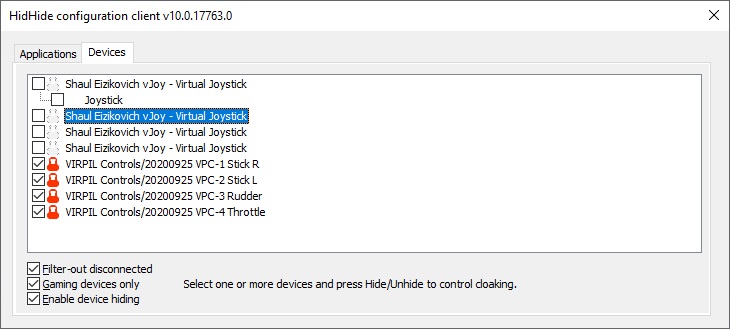 HidHide configuration client v10.0.17763.0
Applications
Devices
Shaul Eizikovich vJoy - Virtual Joystick
Joystick
Shaul Eizikovich vJoy - Virtual Joystick
Shaul Eizikovich vJoy - Virtual Joystick
Shaul Eizikovich vJoy - Virtual Joystick
VIRPIL Controls/20200925 VPC-1 Stick R
VIRPIL Controls/20200925 VPC-2 Stick L
VIRPIL Controls/20200925 VPC-3 Rudder
VIRPIL Controls/20200925 VPC-4 Throttle
Filter-out disconnected
Gaming devices only
Select one or more devices and press Hide/Unhide to control cloaking.
Enable device hiding